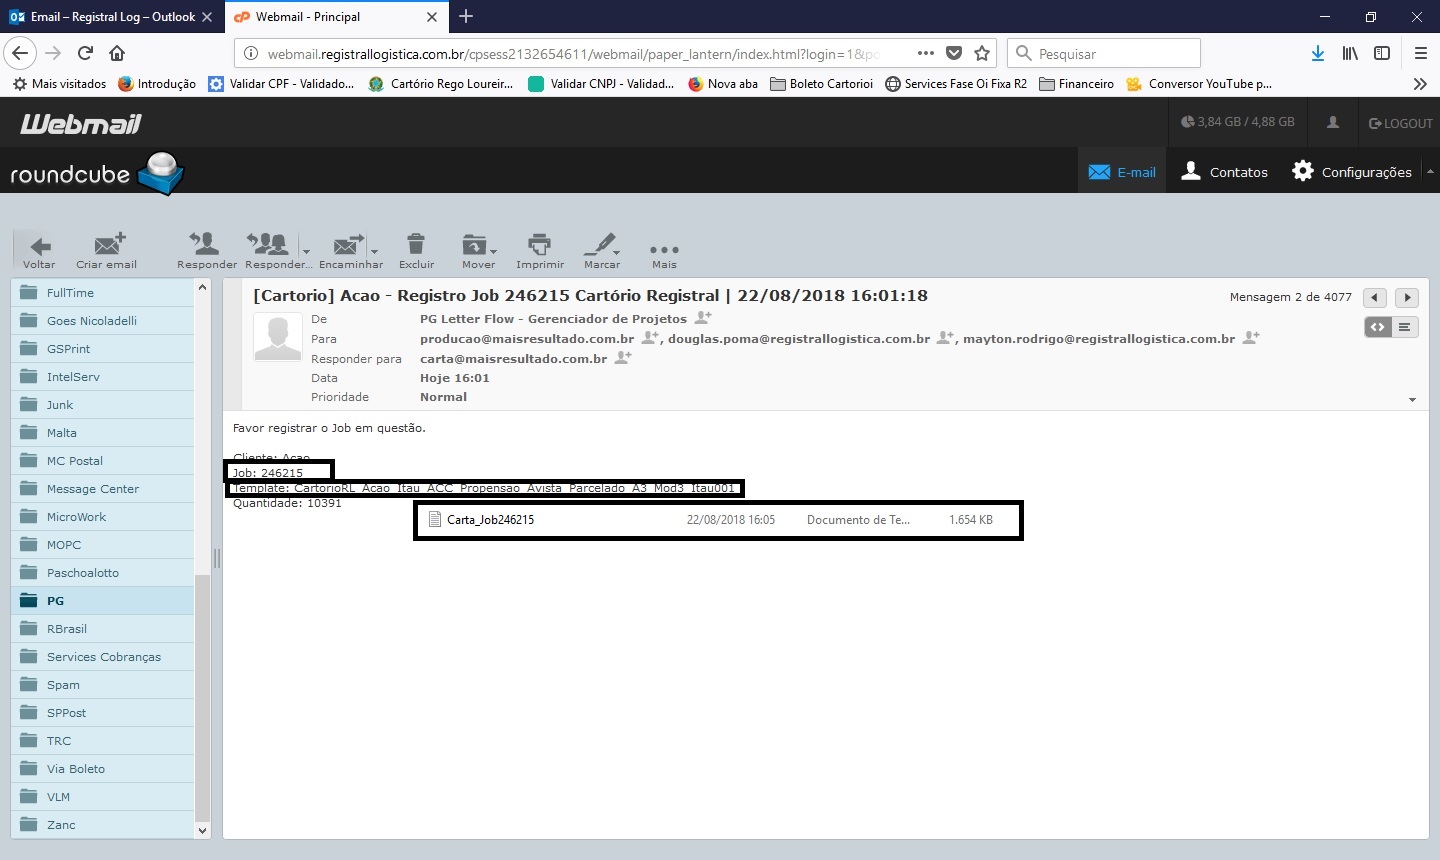 Email – Registral Log – Outlook
Webmail - Principal
webmail.registrallogistica.com.br/cpsess2132654611/webmail/paper_lantern/index.html?login=1&po
Pesquisar
Mais visitados
Introdução
Validar CPF - Validado...
Cartório Rego Loureir...
Validar CNPJ - Validad...
Nova aba
Boleto Cartorioi
Services Fase Oi Fixa R2
Financeiro
Conversor YouTube p...
Webmail
3,84 GB / 4,88 GB
LOGOUT
roundcube
E-mail
Contatos
Configurações
Voltar
Criar email
Responder
Responder...
Encaminhar
Excluir
Mover
Imprimir
Marcar
Mais
FullTime
Goes Nicoladelli
GSPrint
IntelServ
Junk
Malta
MC Postal
Message Center
MicroWork
MOPC
Paschoalotto
PG
RBrasil
Services Cobranças
Spam
SPPost
TRC
Via Boleto
VLM
Zanc
[Cartorio] Acao - Registro Job 246215 Cartório Registral | 22/08/2018 16:01:18
Mensagem 2 de 4077
De PG Letter Flow - Gerenciador de Projetos
Para producao@maisresultado.com.br , douglas.poma@registrallogistica.com.br , mayton.rodrigo@registrallogistica.com.br
Responder para carta@maisresultado.com.br
Data Hoje 16:01
Prioridade Normal
Favor registrar o Job em questão.
Cliente: Acao
Job: 246215
Template: CartorioRL_Acao_Itau_ACC_Propensao_Avista_Parcelado_A3_Mod3_Itau001
Quantidade: 10391
Carta_Job246215 22/08/2018 16:05 Documento de Te... 1.654 KB